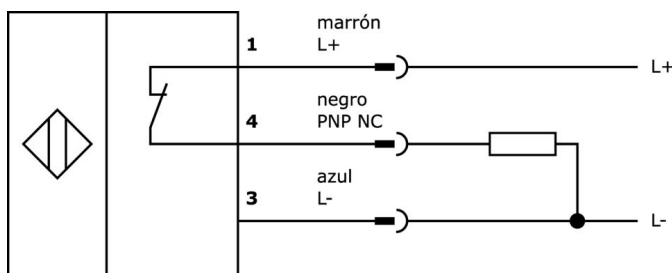 marrón
1 L+
L+
negro
4 PNP NC
azul
3 L-
L-